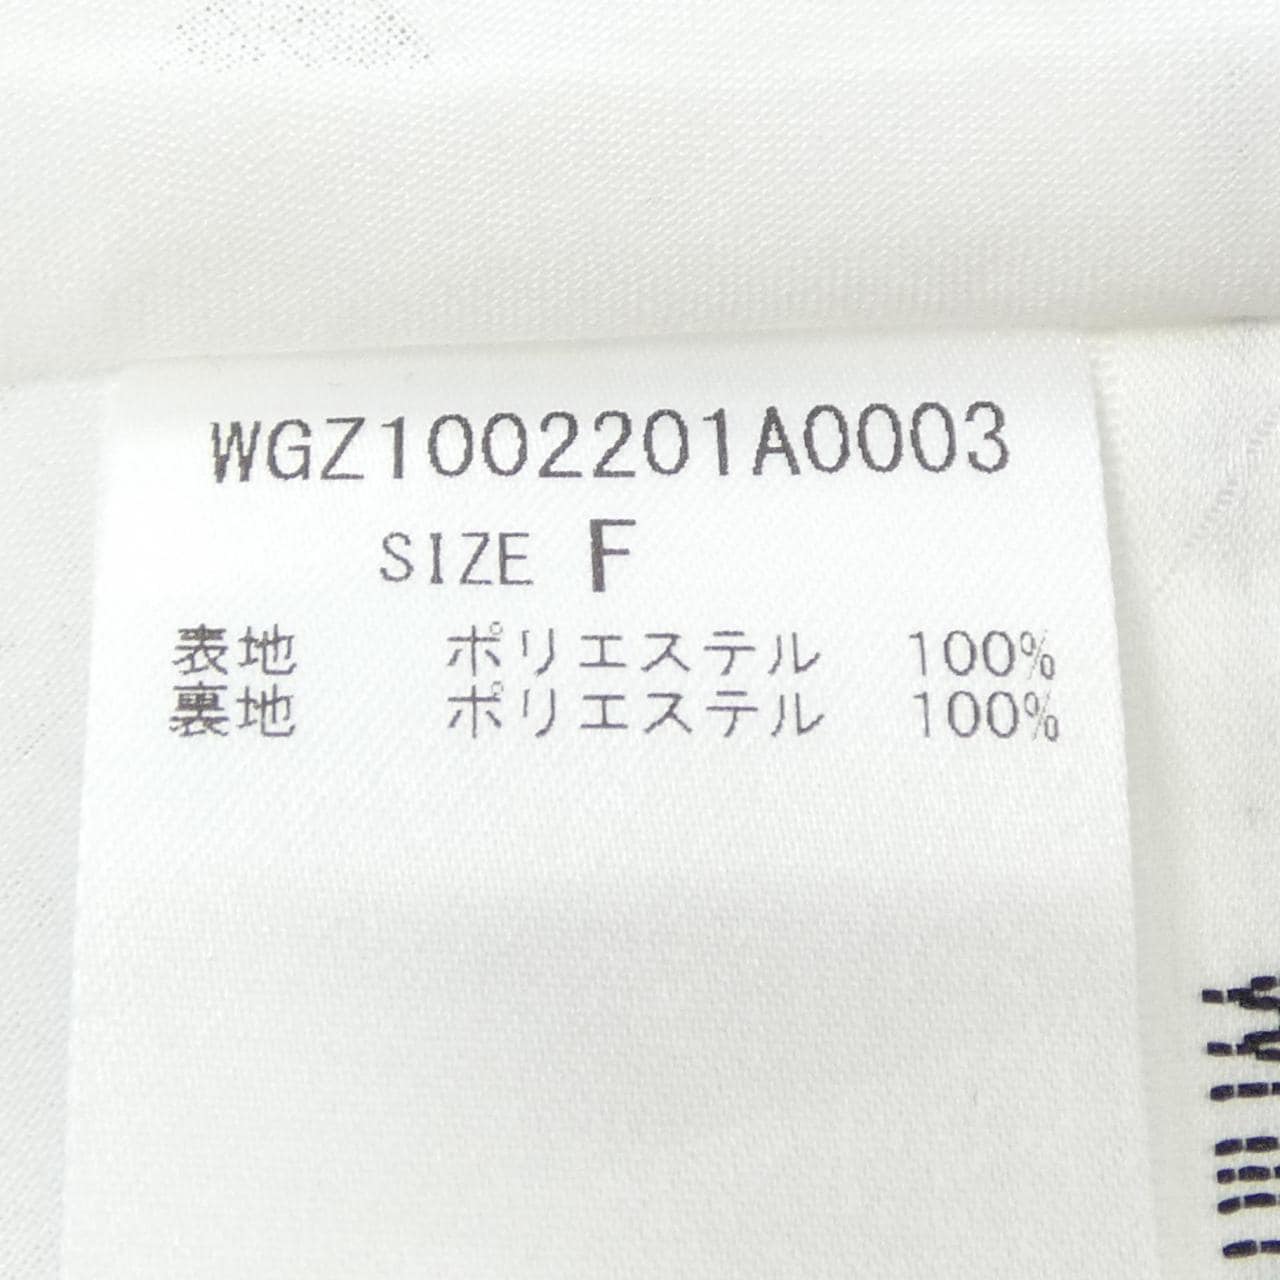 WGZ1002201A0003
SIZE F
表地 ポリエステル 100%
裏地 ポリエステル 100%